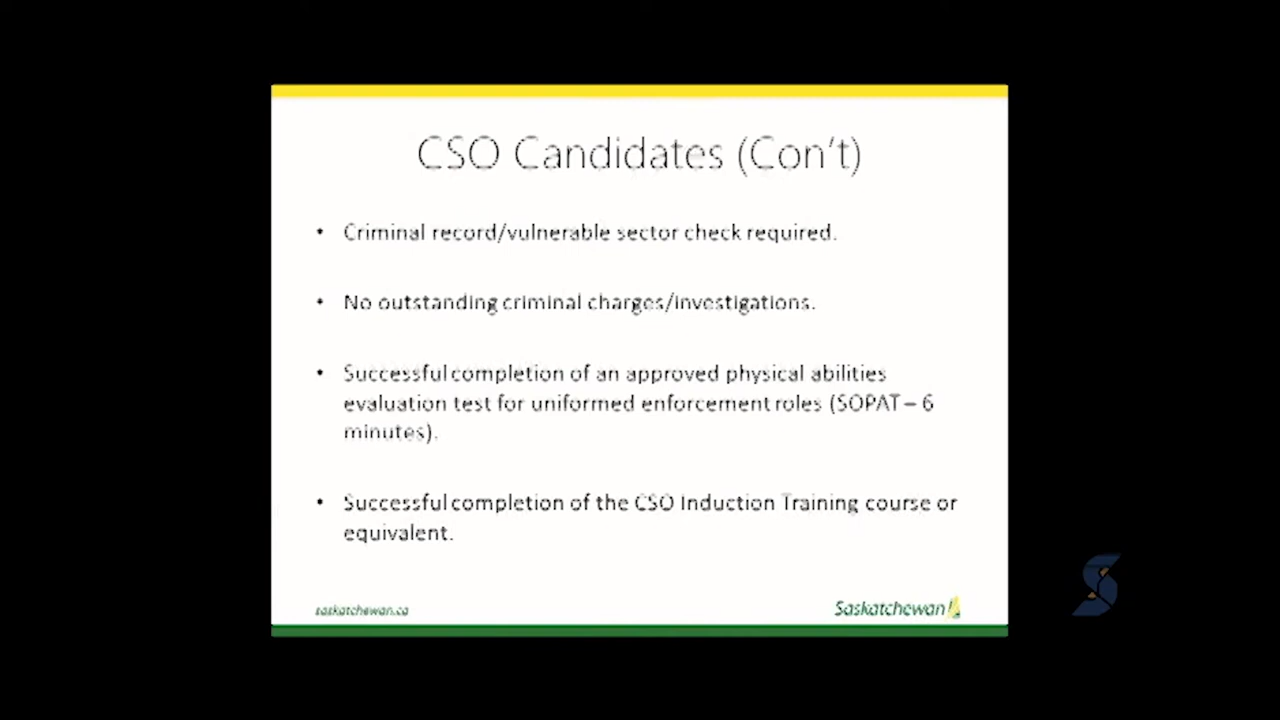 CSO Candidates (Con't)
• Criminal record/vulnerable sector check required.
• No outstanding criminal charges/investigations.
• Successful completion of an approved physical abilities
evaluation test for uniformed enforcement roles (SOPAT – 6
minutes).
• Successful completion of the CSO Induction Training course or
equivalent.
saskatchewan.ca
Saskatchewan
S